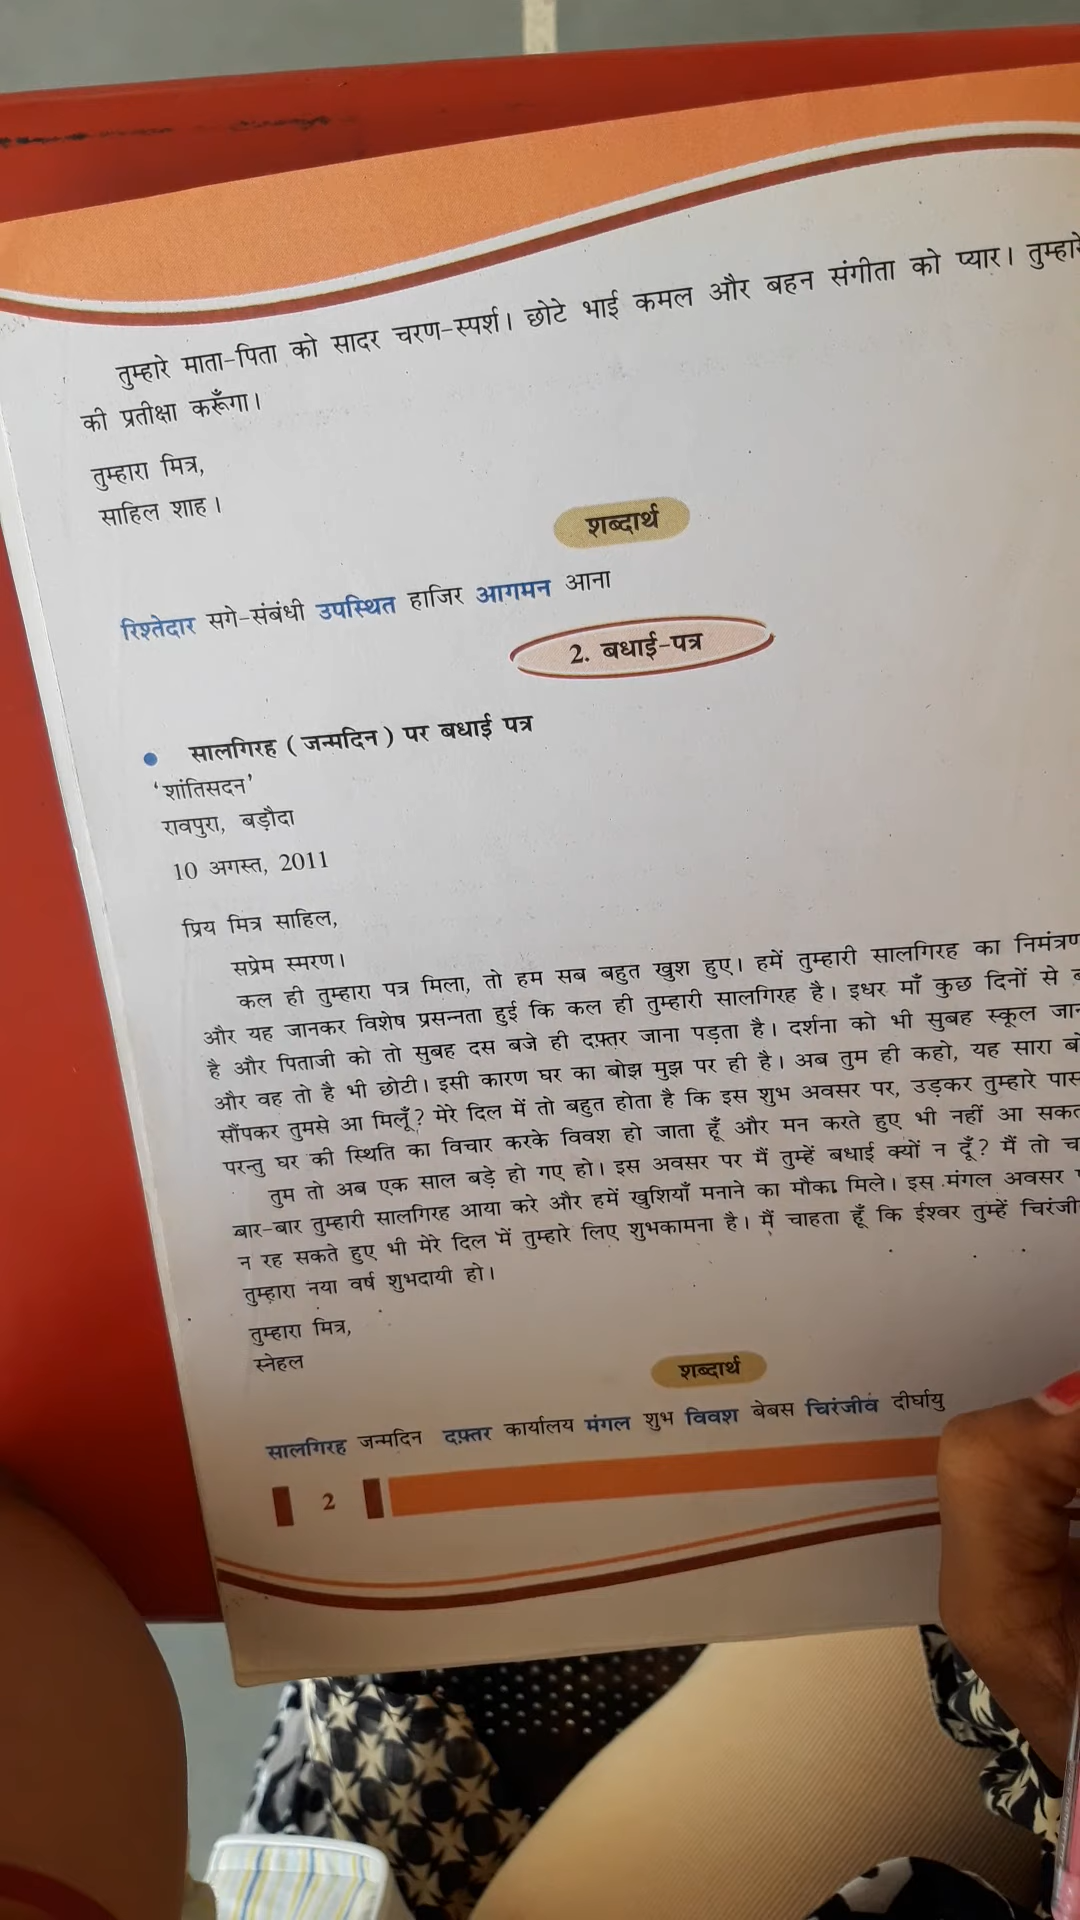 तुम्हारे माता-पिता को सादर चरण-स्पर्श। छोटे भाई कमल और बहन संगीता को प्यार। तुम्हारे
की प्रतीक्षा करूँगा।
तुम्हारा मित्र,
साहिल शाह।
शब्दार्थ
रिश्तेदार सगे-संबंधी उपस्थित हाजिर आगमन आना
2. बधाई-पत्र
• सालगिरह ( जन्मदिन ) पर बधाई पत्र
'शांतिसदन'
रावपुरा, बड़ौदा
10 अगस्त, 2011
प्रिय मित्र साहिल,
सप्रेम स्मरण।
कल ही तुम्हारा पत्र मिला, तो हम सब बहुत खुश हुए। हमें तुम्हारी सालगिरह का निमंत्रण
और यह जानकर विशेष प्रसन्नता हुई कि कल ही तुम्हारी सालगिरह है। इधर माँ कुछ दिनों से
है और पिताजी को तो सुबह दस बजे ही दफ़्तर जाना पड़ता है। दर्शना को भी सुबह स्कूल
और वह तो है भी छोटी। इसी कारण घर का बोझ मुझ पर ही है। अब तुम ही कहो, यह सारा
सौंपकर तुमसे आ मिलूँ? मेरे दिल में तो बहुत होता है कि इस शुभ अवसर पर, उड़कर तुम्हारे पास
परन्तु घर की स्थिति का विचार करके विवश हो जाता हूँ और मन करते हुए भी नहीं आ
तुम तो अब एक साल बड़े हो गए हो। इस अवसर पर मैं तुम्हें बधाई क्यों न दूँ? मैं तो
बार-बार तुम्हारी सालगिरह आया करे और हमें खुशियाँ मनाने का मौका मिले। इस मंगल अवसर
न रह सकते हुए भी मेरे दिल में तुम्हारे लिए शुभकामना है। मैं चाहता हूँ कि ईश्वर तुम्हें
तुम्हारा नया वर्ष शुभदायी हो।
तुम्हारा मित्र,
स्नेहल
शब्दार्थ
सालगिरह जन्मदिन दफ़्तर कार्यालय मंगल शुभ विवश बेबस चिरंजीव दीर्घायु
2